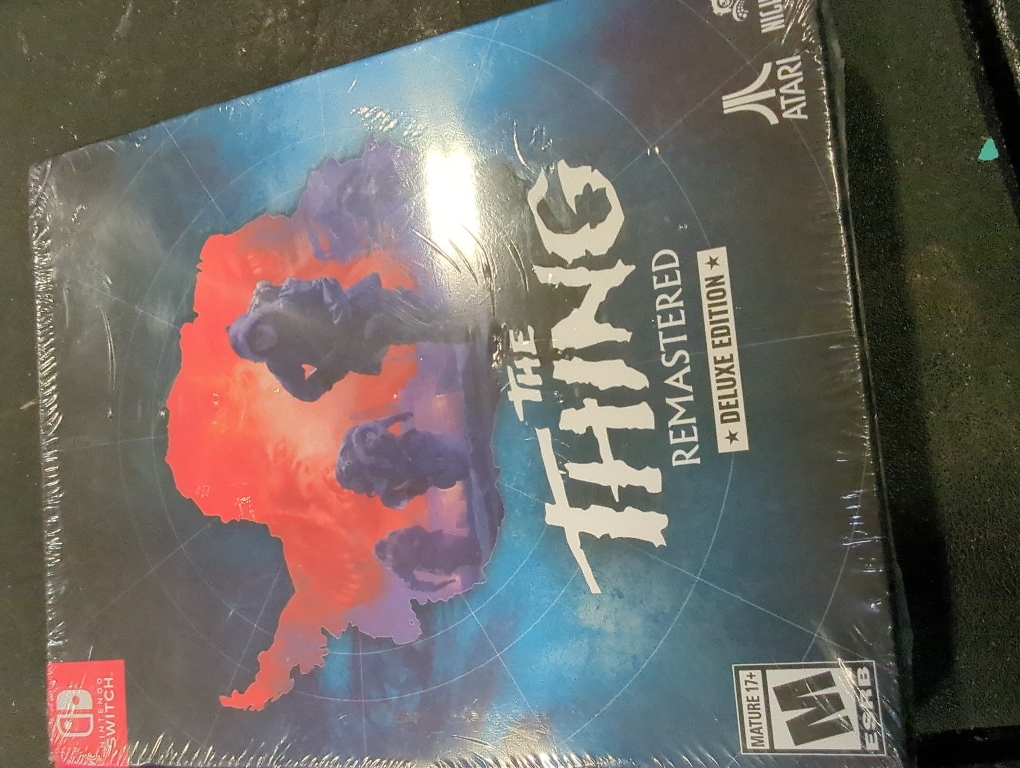 NINTENDO
SWITCH.
THE
THING
REMASTERED
★ DELUXE EDITION ★
MATURE 17+
M
ESRB
ATARI